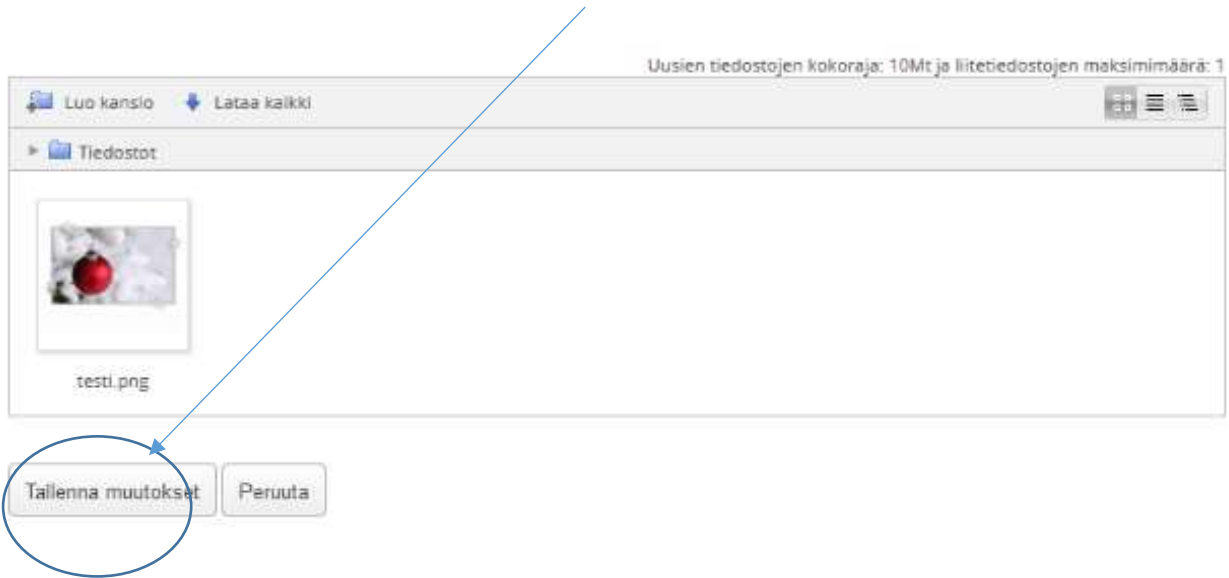 Uusien tiedostojen kokoraja: 10Mt ja liitetiedostojen maksimimäärä: 1
Luo kansio Lataa kaikki
Tiedostot
testi.png
Tallenna muutokset Peruuta